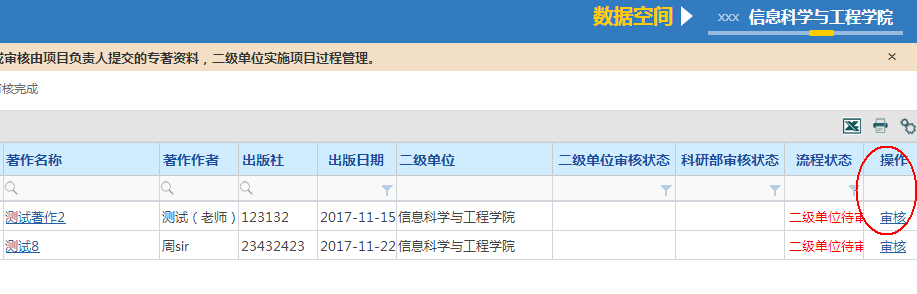 数据空间 xxx 信息科学与工程学院
审核由项目负责人提交的专著资料，二级单位实施项目过程管理。 ×
核完成
著作名称 著作作者 出版社 出版日期 二级单位 二级单位审核状态 科研部审核状态 流程状态 操作
测试著作2 测试（老师） 123132 2017-11-15 信息科学与工程学院 二级单位待审 审核
测试8 周sir 23432423 2017-11-22 信息科学与工程学院 二级单位待审 审核